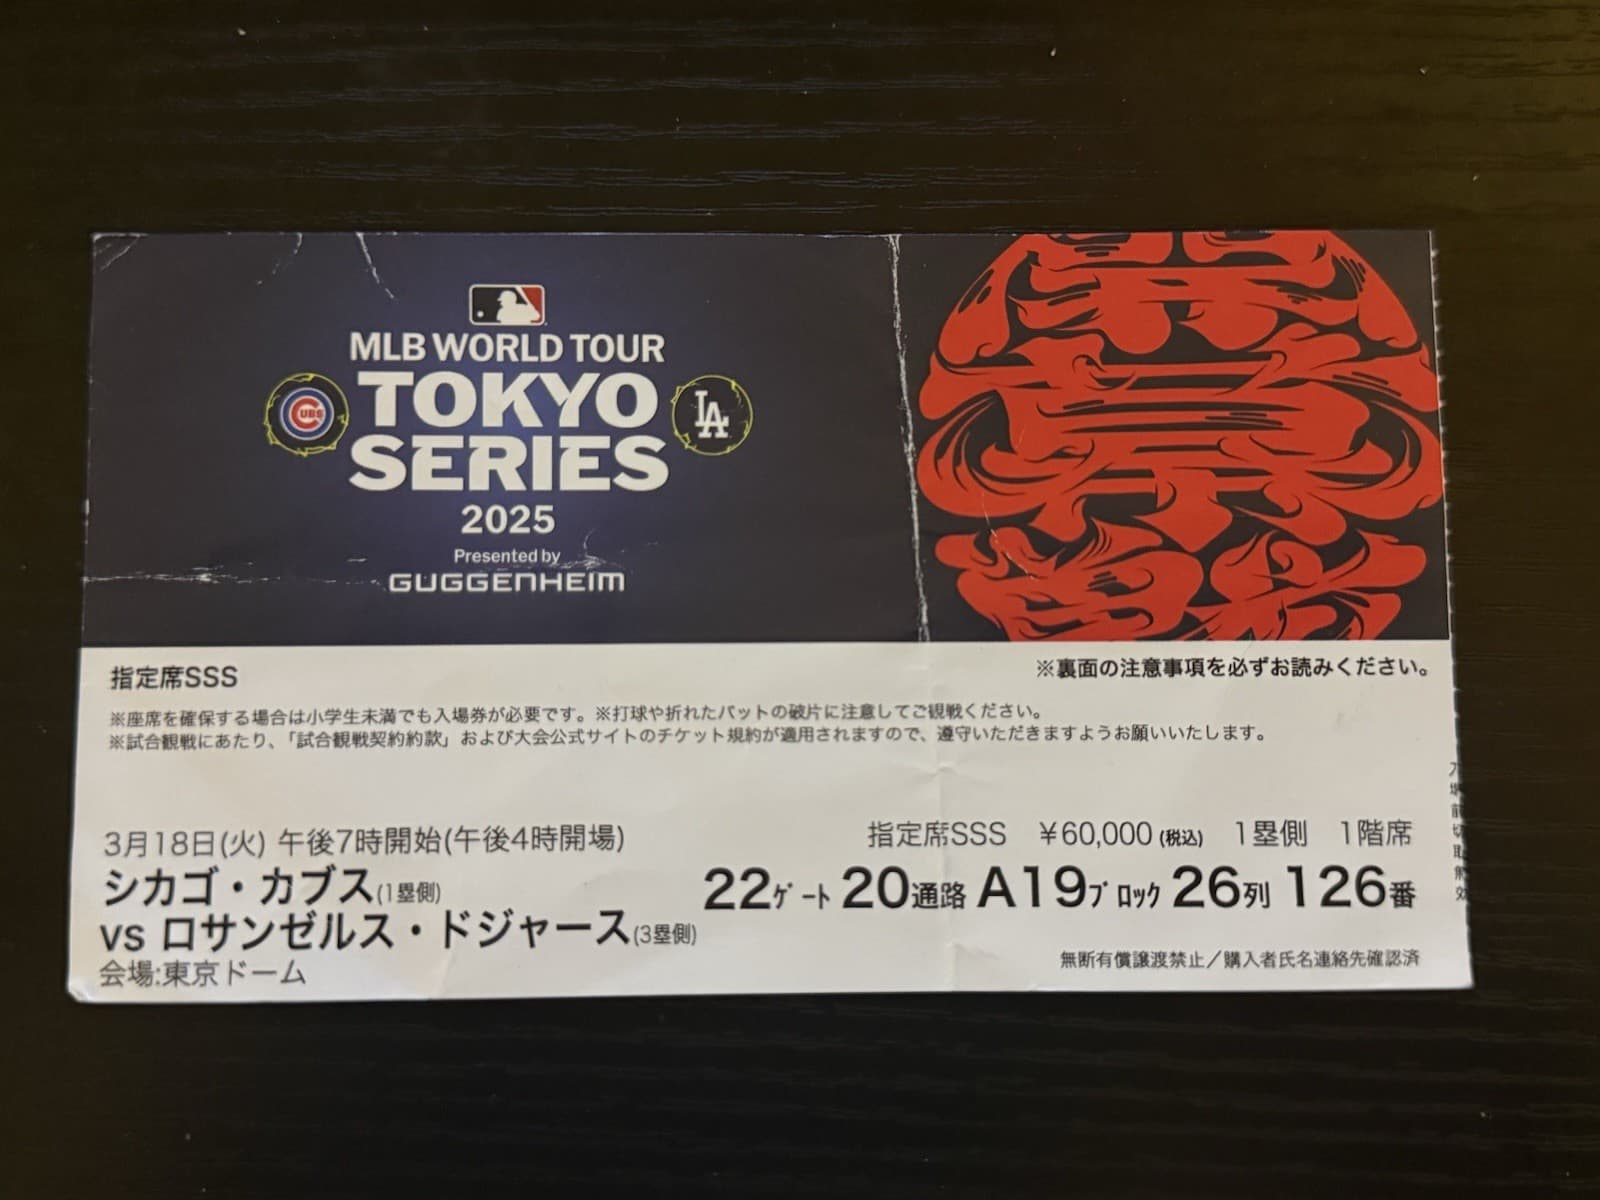 MLB WORLD TOUR
CUBS
TOKYO
LA
SERIES
2025
Presented by
GUGGENHEIM
指定席SSS
※裏面の注意事項を必ずお読みください。
※座席を確保する場合は小学生未満でも入場券が必要です。※打球や折れたバットの破片に注意してご観戦ください。
※試合観戦にあたり、「試合観戦契約約款」および大会公式サイトのチケット規約が適用されますので、遵守いただきますようお願いいたします。
3月18日(火) 午後7時開始(午後4時開場)
シカゴ・カブス(1塁側)
vs ロサンゼルス・ドジャース(3塁側)
会場:東京ドーム
指定席SSS ¥60,000 (税込) 1塁側 1階席
22ゲート 20通路 A19ブロック 26列 126番
無断有償譲渡禁止/購入者氏名連絡先確認済